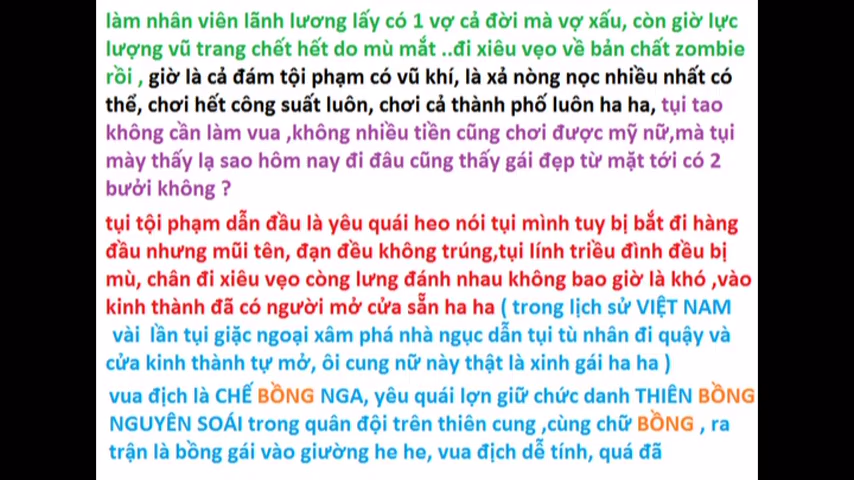 làm nhân viên lãnh lương lấy có 1 vợ cả đời mà vợ xấu, còn giờ lực
lượng vũ trang chết hết do mù mắt ..đi xiêu vẹo về bản chất zombie
rồi , giờ là cả đám tội phạm có vũ khí, là xả nòng nọc nhiều nhất có
thể, chơi hết công suất luôn, chơi cả thành phố luôn ha ha, tụi tao
không cần làm vua ,không nhiều tiền cũng chơi được mỹ nữ,mà tụi
mày thấy lạ sao hôm nay đi đâu cũng thấy gái đẹp từ mặt tới có 2
bưởi không ?
tụi tội phạm dẫn đầu là yêu quái heo nói tụi mình tuy bị bắt đi hàng
đầu nhưng mũi tên, đạn đều không trúng,tụi lính triều đình đều bị
mù, chân đi xiêu vẹo còng lưng đánh nhau không bao giờ là khó ,vào
kinh thành đã có người mở cửa sẵn ha ha ( trong lịch sử VIỆT NAM
vài lần tụi giặc ngoại xâm phá nhà ngục dẫn tụi tù nhân đi quậy và
cửa kinh thành tự mở, ôi cung nữ này thật là xinh gái ha ha )
vua địch là CHẾ BỒNG NGA, yêu quái lợn giữ chức danh THIÊN BỒNG
NGUYÊN SOÁI trong quân đội trên thiên cung ,cùng chữ BỒNG , ra
trận là bồng gái vào giường he he, vua địch dễ tính, quá đã